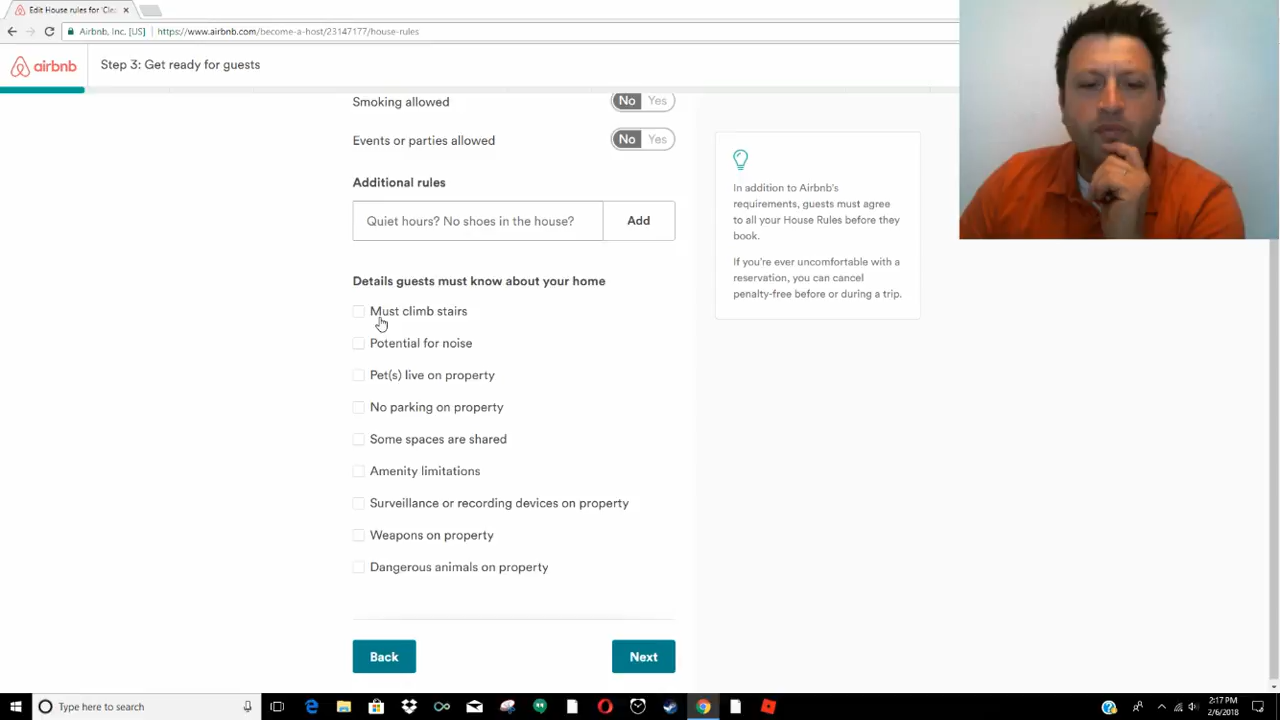 Edit House rules for 'Clea
Airbnb, Inc. [US]
https://www.airbnb.com/become-a-host/23147177/house-rules
airbnb
Step 3: Get ready for guests
Smoking allowed
No Yes
Events or parties allowed
No Yes
Additional rules
Quiet hours? No shoes in the house?
Add
Details guests must know about your home
Must climb stairs
Potential for noise
Pet(s) live on property
No parking on property
Some spaces are shared
Amenity limitations
Surveillance or recording devices on property
Weapons on property
Dangerous animals on property
Back
Next
In addition to Airbnb's
requirements, guests must agree
to all your House Rules before they
book.
If you're ever uncomfortable with a
reservation, you can cancel
penalty-free before or during a trip.
Type here to search
2:17 PM
2/6/2018